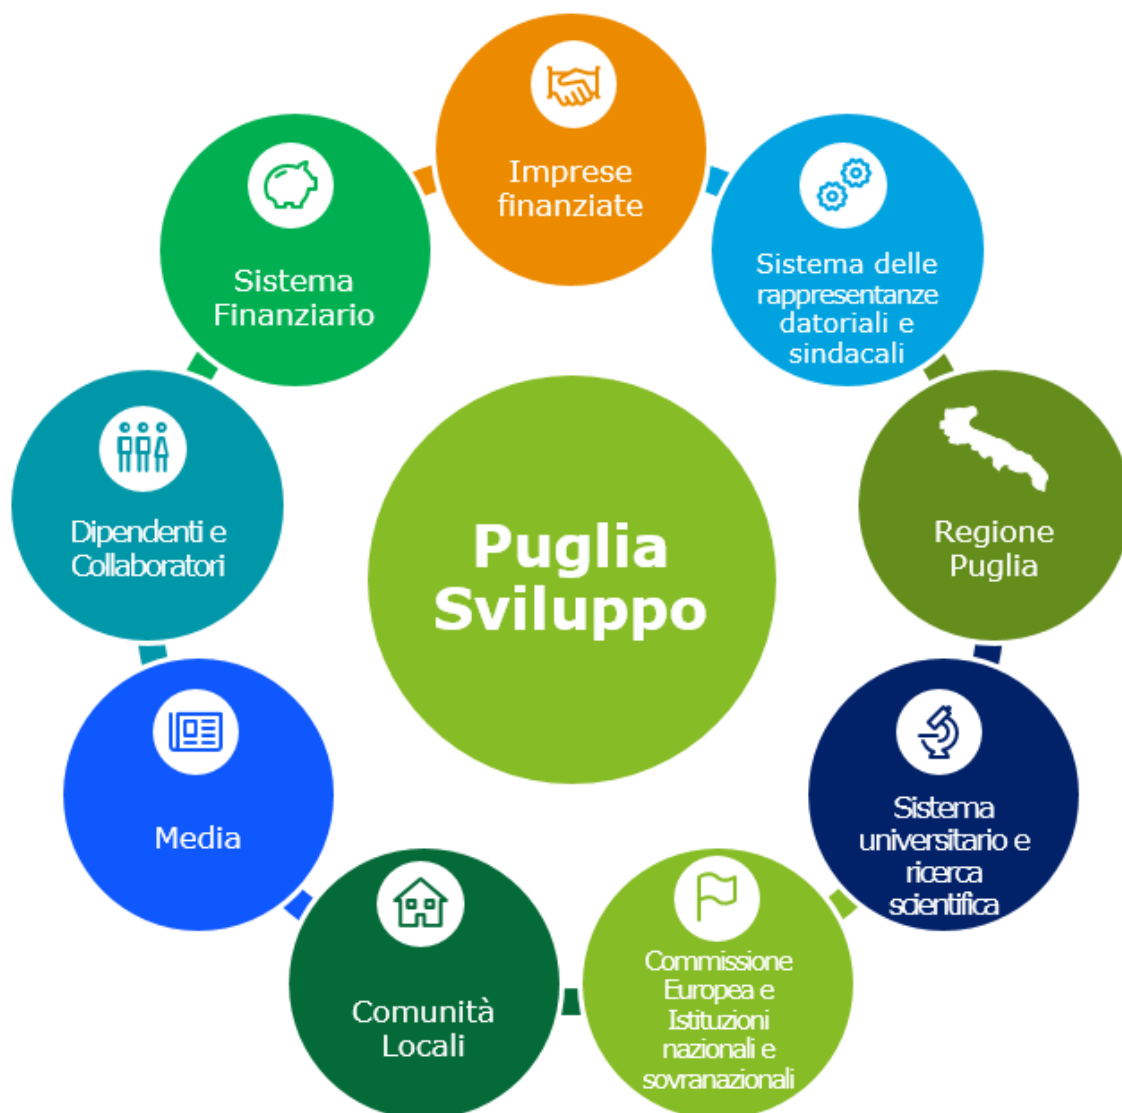 Imprese
finanziate
Sistema delle
rappresentanze
datoriali e
sindacali
Regione
Puglia
Sistema
universitario e
ricerca
scientifica
Commissione
Europea e
Istituzioni
nazionali e
sovranazionali
Comunità
Locali
Media
Dipendenti e
Collaboratori
Sistema
Finanziario
Puglia
Sviluppo